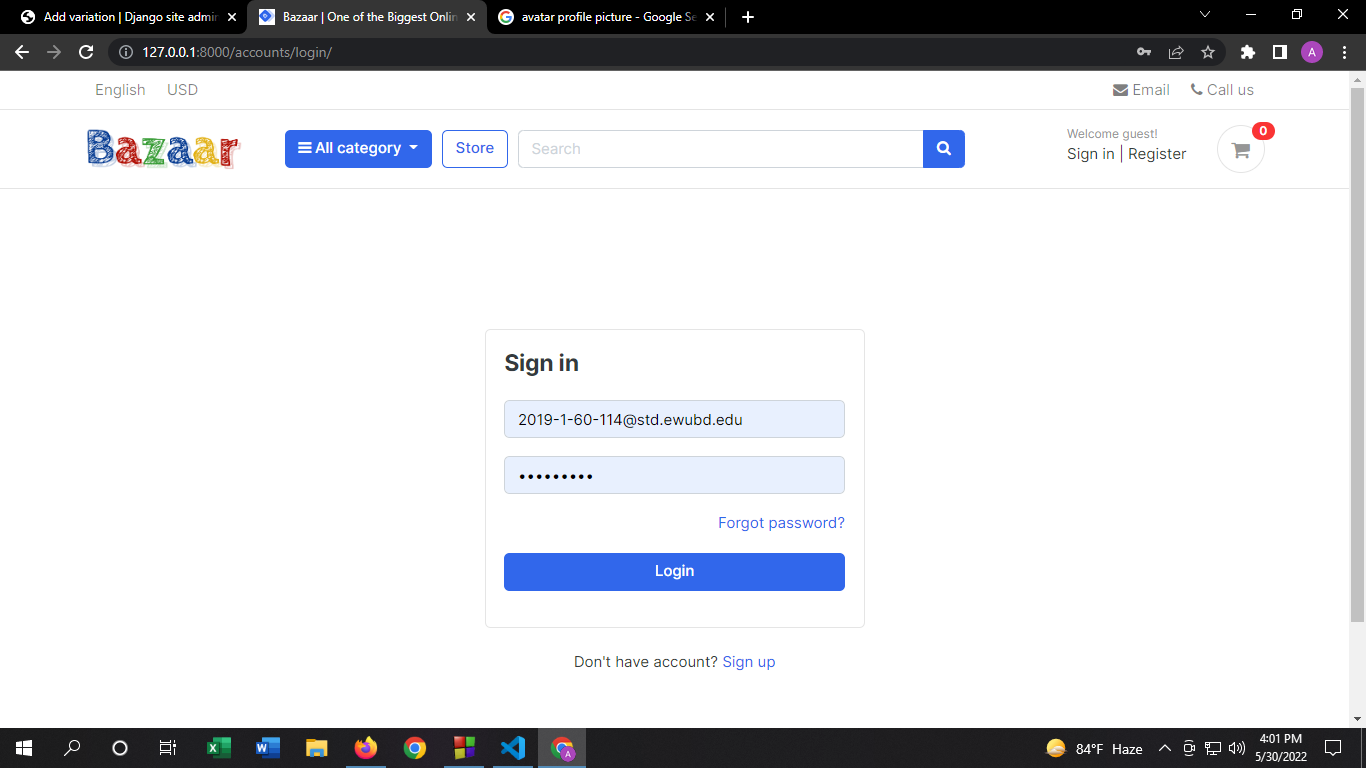 Add variation | Django site admin
Bazaar | One of the Biggest Onlin
avatar profile picture - Google Se
127.0.0.1:8000/accounts/login/
A
English USD Email Call us
Bazaar All category Store Search Welcome guest! 0
Sign in | Register
Sign in
2019-1-60-114@std.ewubd.edu
•••••••••
Forgot password?
Login
Don't have account? Sign up
84°F Haze 4:01 PM
5/30/2022